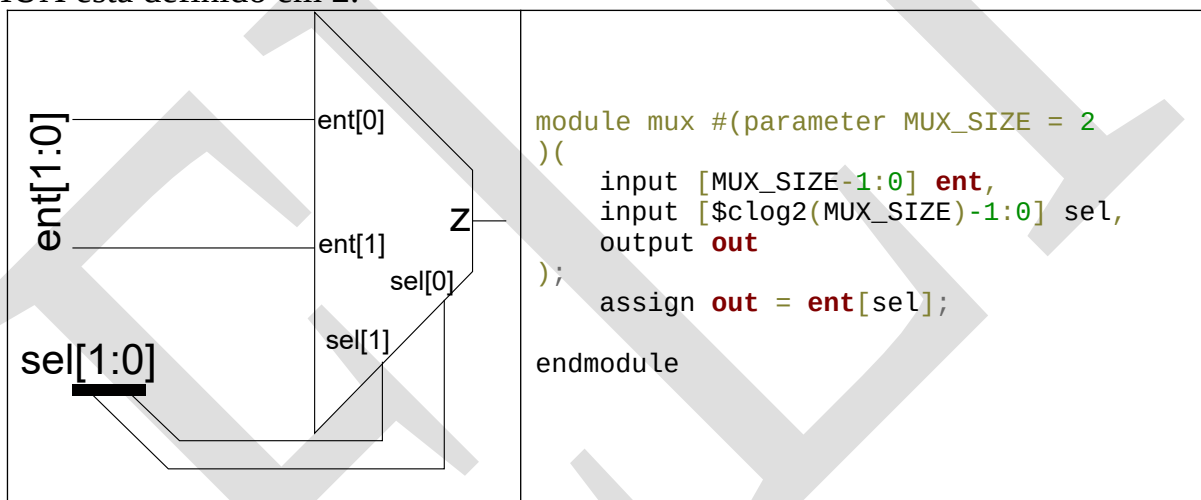 MUX está definido em 2:
ent[1:0]
ent[0]
ent[1]
Z
sel[0]
sel[1]
sel[1:0]
module mux #(parameter MUX_SIZE = 2
)(
input [MUX_SIZE-1:0] ent,
input [$clog2(MUX_SIZE)-1:0] sel,
output out
);
assign out = ent[sel];
endmodule